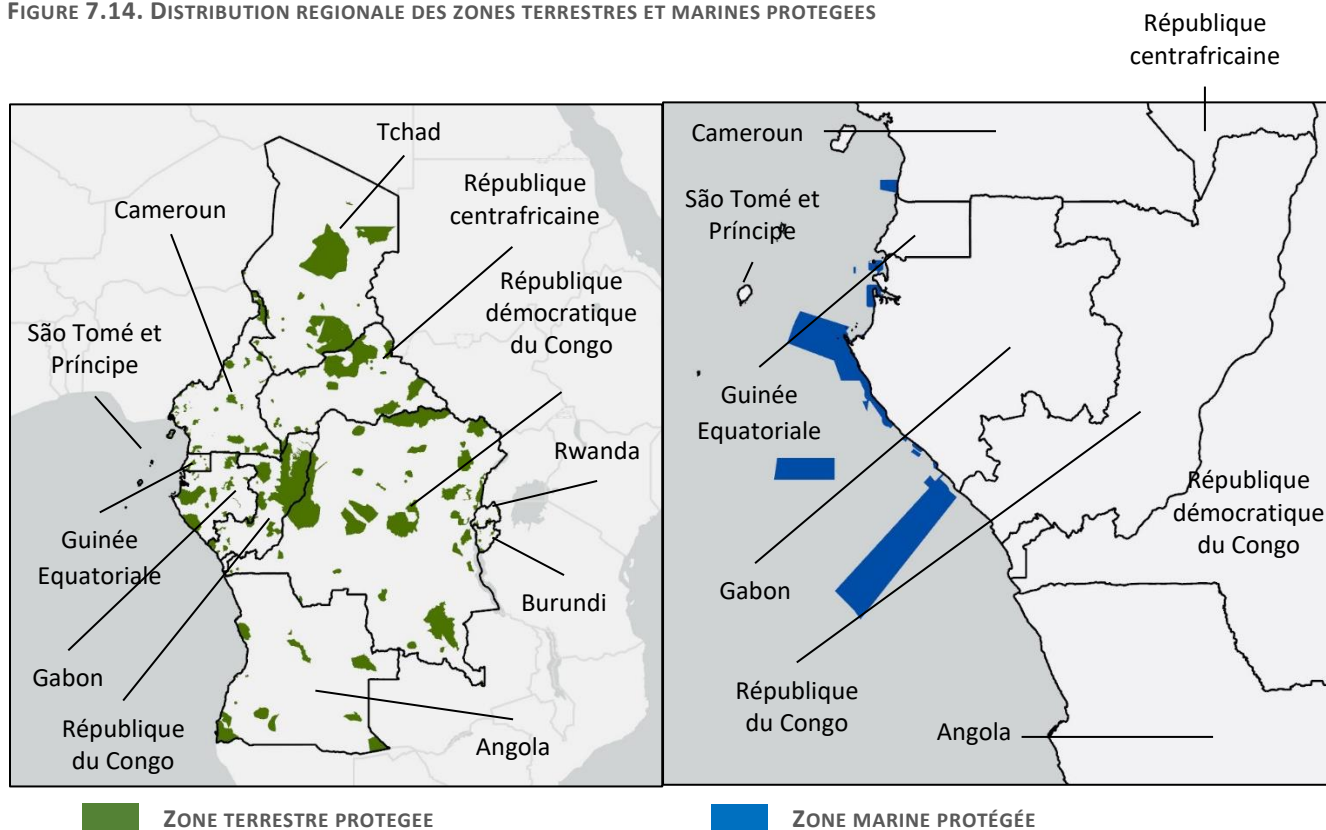 FIGURE 7.14. DISTRIBUTION REGIONALE DES ZONES TERRESTRES ET MARINES PROTEGEES
Tchad
Cameroun
République
centrafricaine
République
démocratique
du Congo
São Tomé et
Príncipe
Rwanda
Guinée
Equatoriale
Burundi
Gabon
République
du Congo
Angola
République
centrafricaine
Cameroun
São Tomé et
Príncipe
Guinée
Equatoriale
République
démocratique
du Congo
Gabon
République
du Congo
Angola
ZONE TERRESTRE PROTEGEE
ZONE MARINE PROTÉGÉE